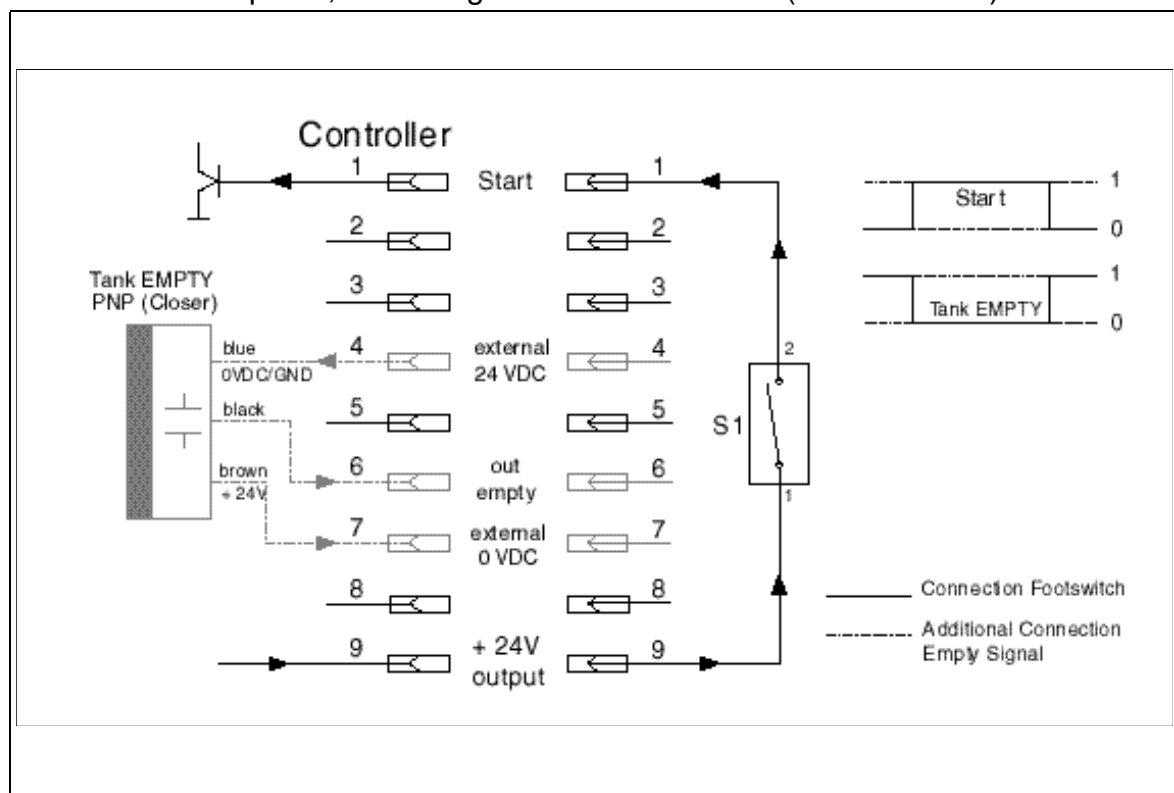 Controller
1 Start 1
2 2
3 3
Tank EMPTY
PNP (Closer)
blue
0VDC/GND
4 external
24 VDC 4
black
5 5
brown
+ 24V
6 out
empty 6
7 external
0 VDC 7
8 8
9 + 24V
output 9
S1
2
1
Start
1
0
Tank EMPTY
1
0
Connection Footswitch
Additional Connection
Empty Signal